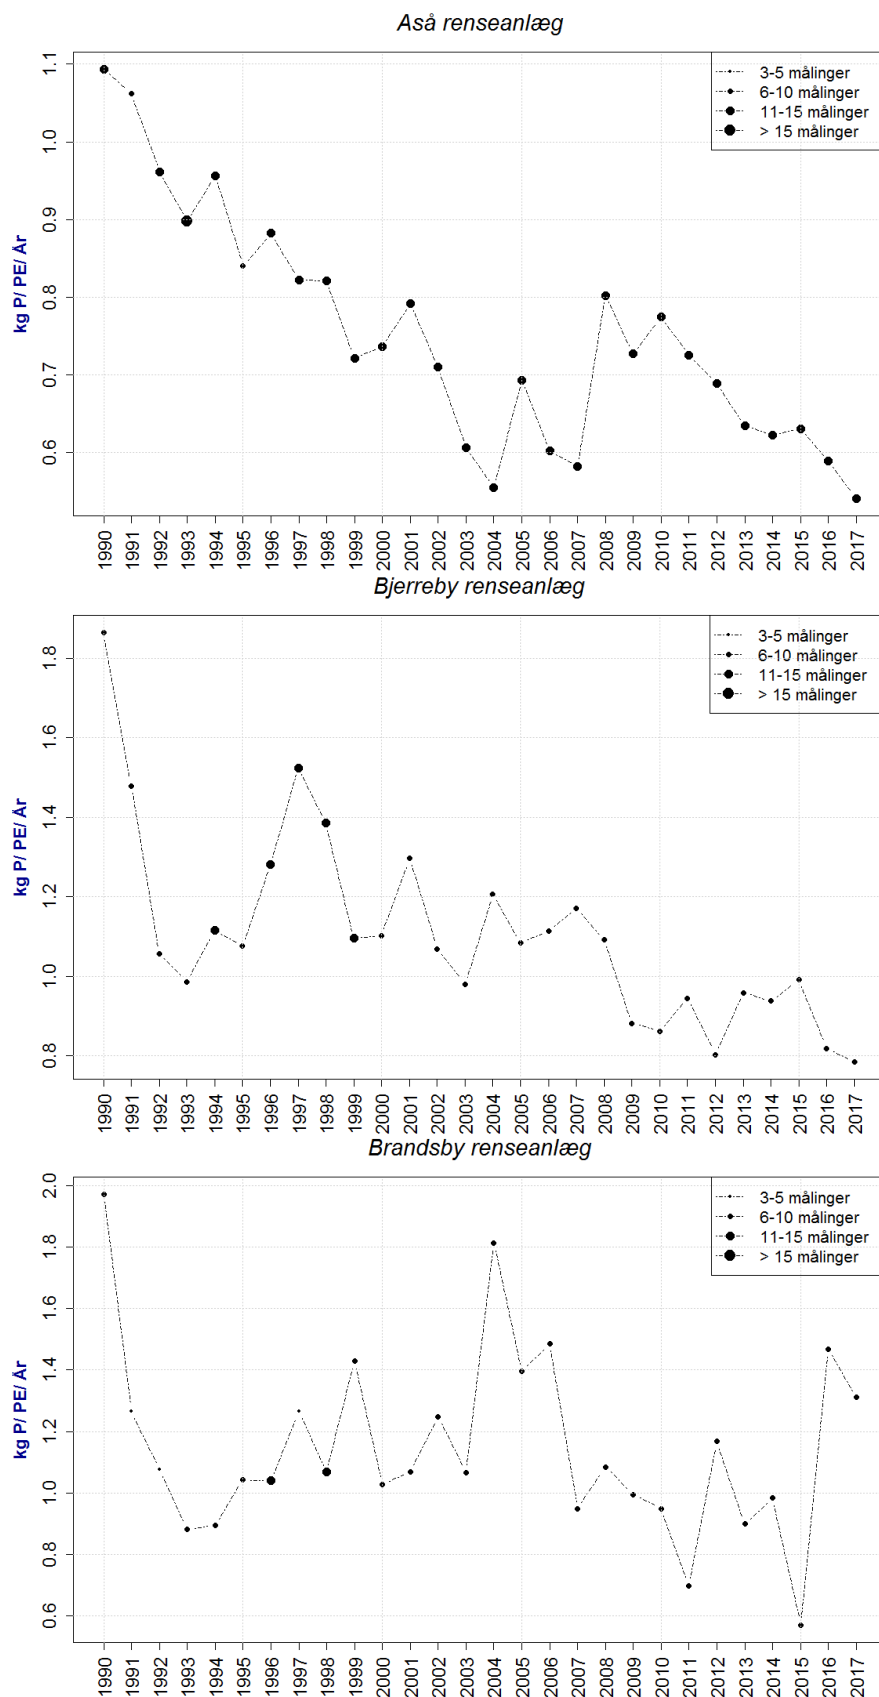 Aså renseanlæg
3-5 målinger
6-10 målinger
11-15 målinger
> 15 målinger
kg P/ PE/ År
1.1
1.0
0.9
0.8
0.7
0.6
1990 1991 1992 1993 1994 1995 1996 1997 1998 1999 2000 2001 2002 2003 2004 2005 2006 2007 2008 2009 2010 2011 2012 2013 2014 2015 2016 2017
Bjerreby renseanlæg
3-5 målinger
6-10 målinger
11-15 målinger
> 15 målinger
kg P/ PE/ År
1.8
1.6
1.4
1.2
1.0
0.8
1990 1991 1992 1993 1994 1995 1996 1997 1998 1999 2000 2001 2002 2003 2004 2005 2006 2007 2008 2009 2010 2011 2012 2013 2014 2015 2016 2017
Brandsby renseanlæg
3-5 målinger
6-10 målinger
11-15 målinger
> 15 målinger
kg P/ PE/ År
2.0
1.8
1.6
1.4
1.2
1.0
0.8
0.6
1990 1991 1992 1993 1994 1995 1996 1997 1998 1999 2000 2001 2002 2003 2004 2005 2006 2007 2008 2009 2010 2011 2012 2013 2014 2015 2016 2017